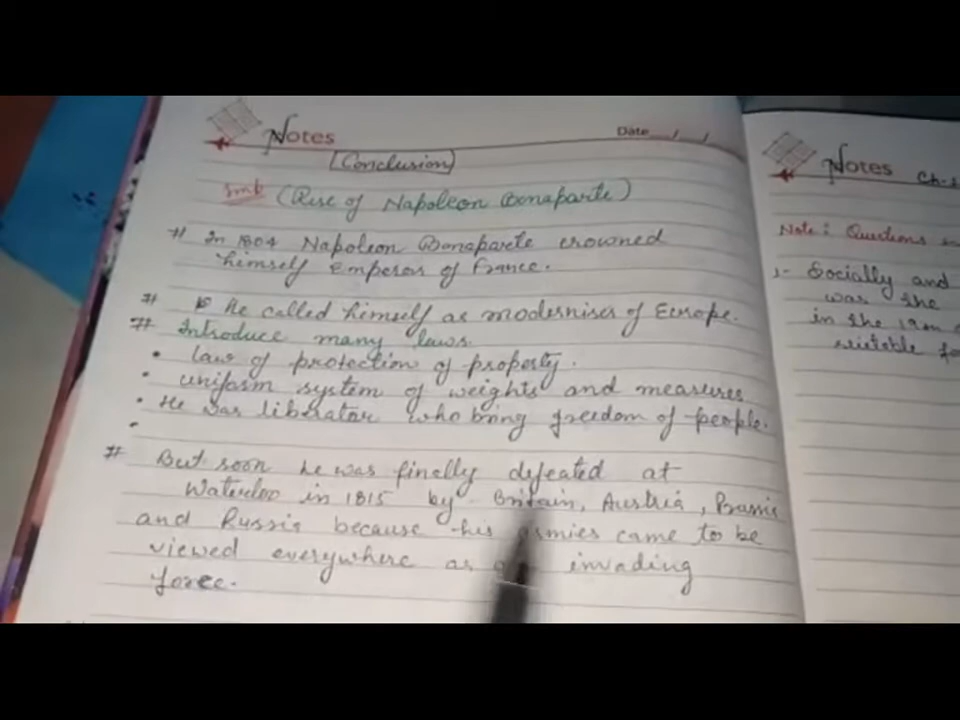 Notes
Date
(Conclusion)
Imb (Rise of Napoleon Bonaparte)
# In 1804 Napoleon Bonaparte crowned
himself emperor of France.
# He called himself as moderniser of Europe.
# Introduce many laws.
• law of protection of property.
• uniform system of weights and measures
• He was liberator who bring freedom of people.
•
# But soon he was finally defeated at
Waterloo in 1815 by Britain, Austria, Prussia
and Russia because his armies came to be
viewed everywhere as an invading
force.
Notes Ch-
Note: Questions
1- Socially and
was the
in the